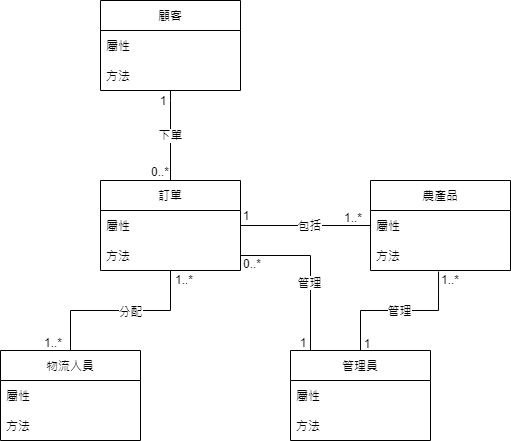 顧客
屬性
方法
1
下單
0..*
訂單
屬性
方法
1
包括
1..*
農產品
屬性
方法
0..*
1..*
1..*
管理
分配
管理
1..*
1
1
物流人員
屬性
方法
管理員
屬性
方法